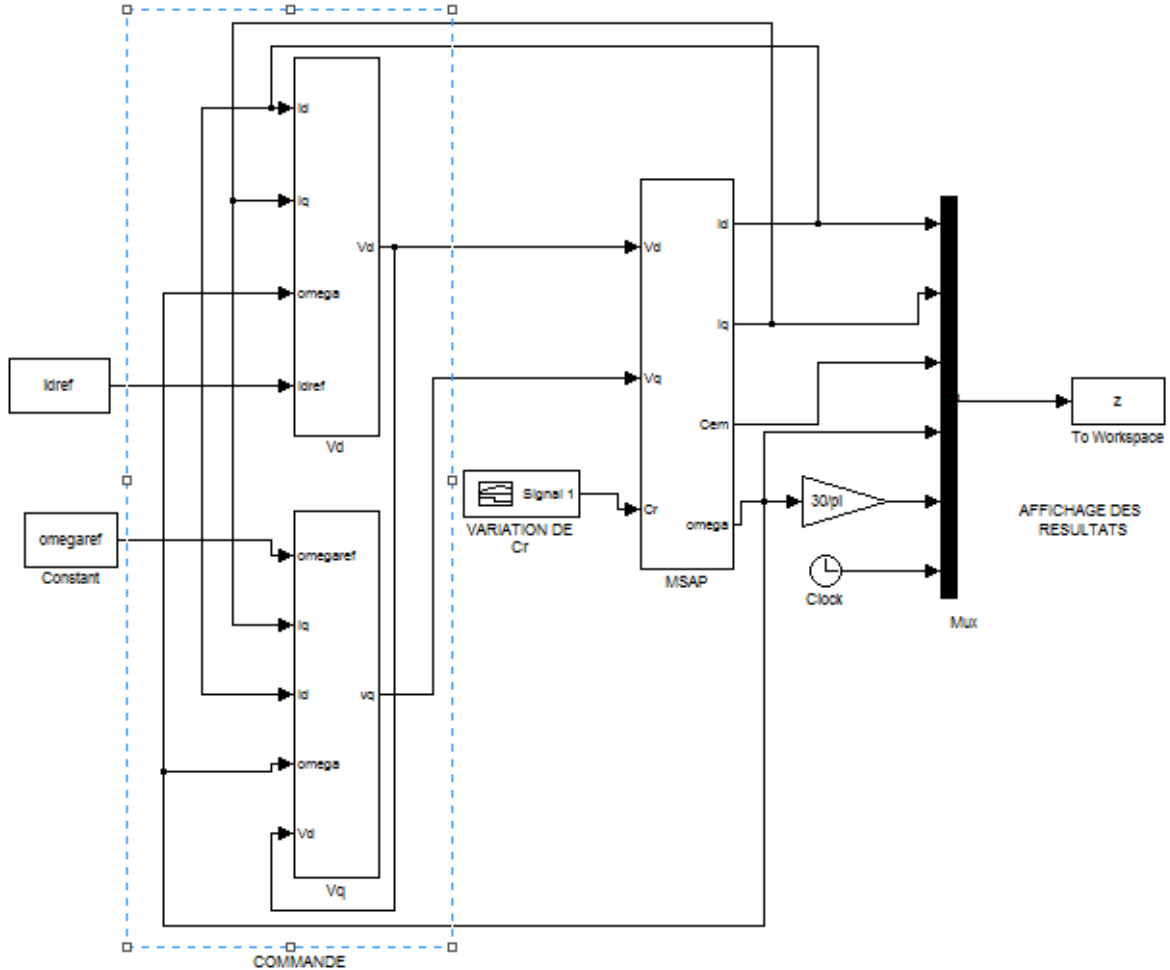 Id
Iq
omega
Idref
Vd
Vd
Idref
omegaref
Constant
omegaref
Iq
Id
omega
Vd
vq
Vq
COMMANDE
Signal 1
VARIATION DE
Cr
Vd
Vq
Cr
Id
Iq
Cem
omega
MSAP
30/pi
Clock
Mux
z
To Workspace
AFFICHAGE DES
RESULTATS